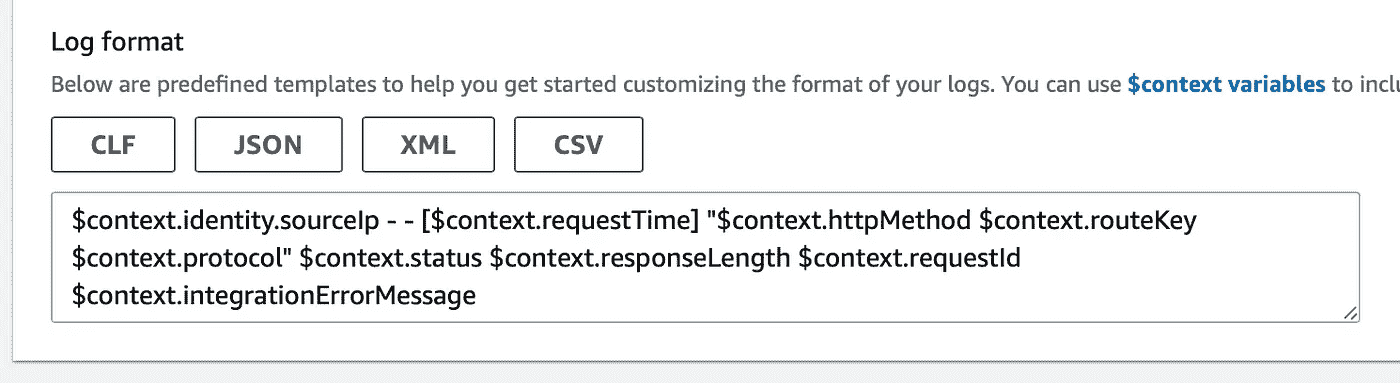 Log format
Below are predefined templates to help you get started customizing the format of your logs. You can use $context variables to
CLF JSON XML CSV
$context.identity.sourceIp - - [$context.requestTime] "$context.httpMethod $context.routeKey
$context.protocol" $context.status $context.responseLength $context.requestId
$context.integrationErrorMessage